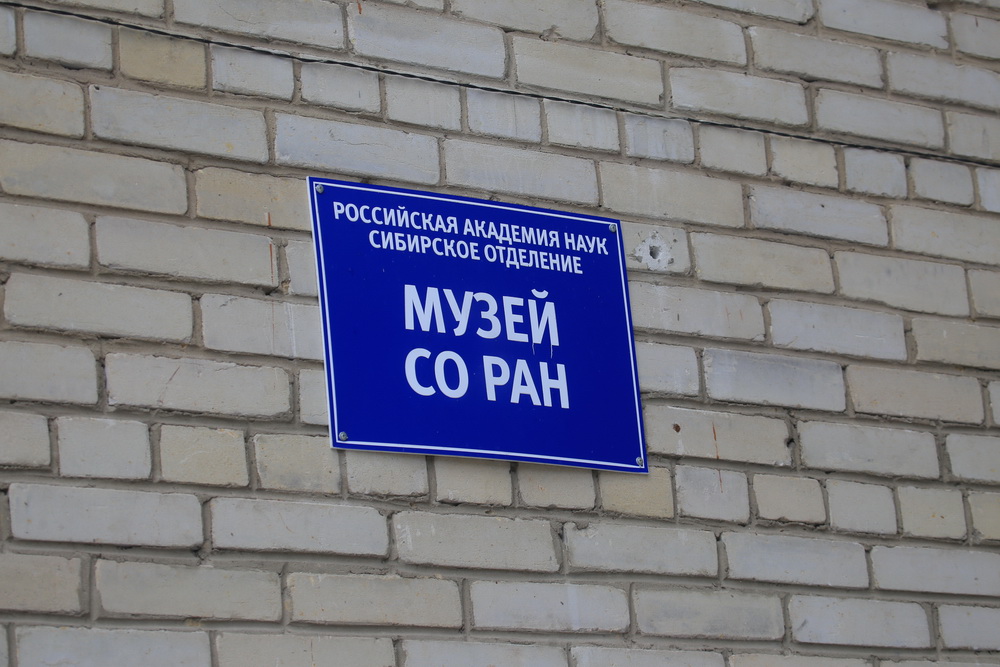 РОССИЙСКАЯ АКАДЕМИЯ НАУК
СИБИРСКОЕ ОТДЕЛЕНИЕ
МУЗЕЙ
СО РАН